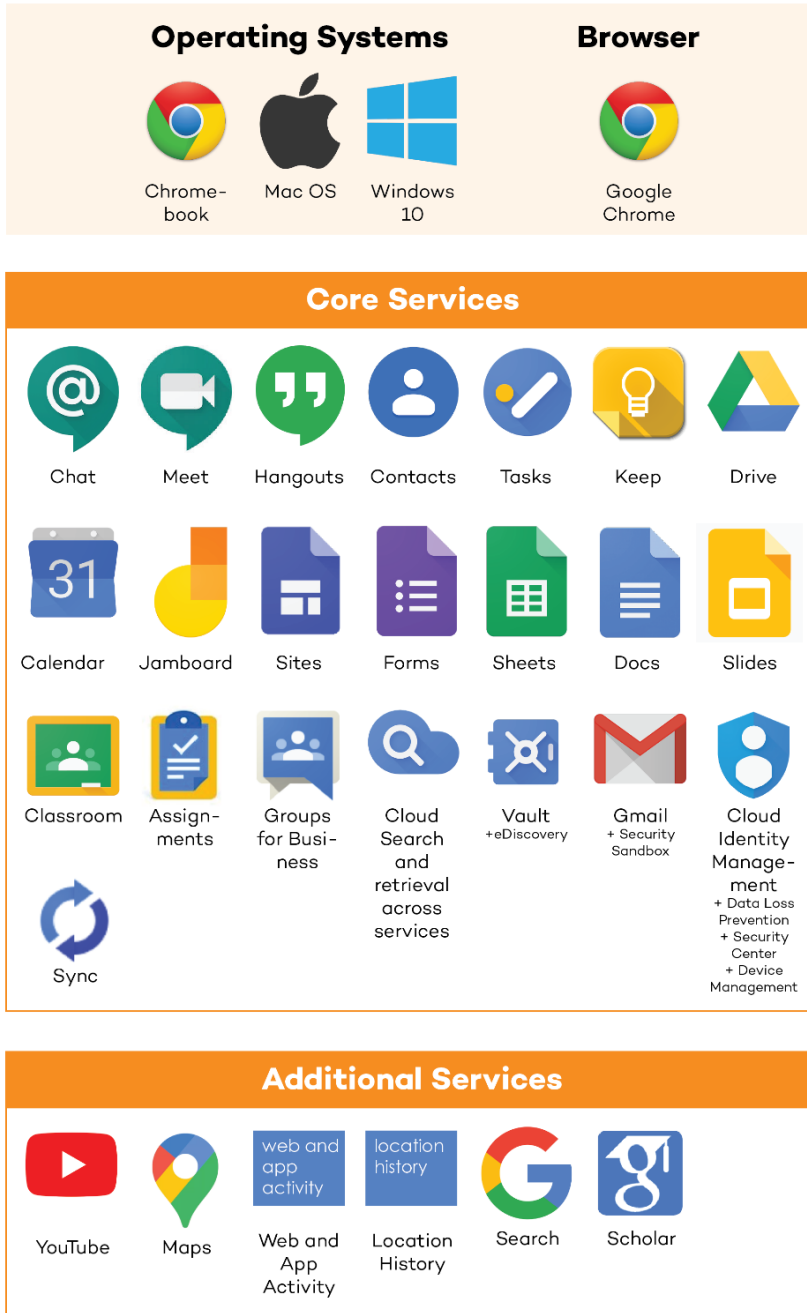 Operating Systems
Browser
Chrome-
book
Mac OS
Windows
10
Google
Chrome
Core Services
@
Chat
Meet
Hangouts
Contacts
Tasks
Keep
Drive
31
Calendar
Jamboard
Sites
Forms
Sheets
Docs
Slides
Classroom
Assign-
ments
Groups
for Busi-
ness
Cloud
Search
and
retrieval
across
services
Vault
+eDiscovery
Gmail
+ Security
Sandbox
Cloud
Identity
Manage-
ment
+ Data Loss
Prevention
+ Security
Center
+ Device
Management
Sync
Additional Services
web and
app
activity
location
history
G
g
YouTube
Maps
Web and
App
Activity
Location
History
Search
Scholar